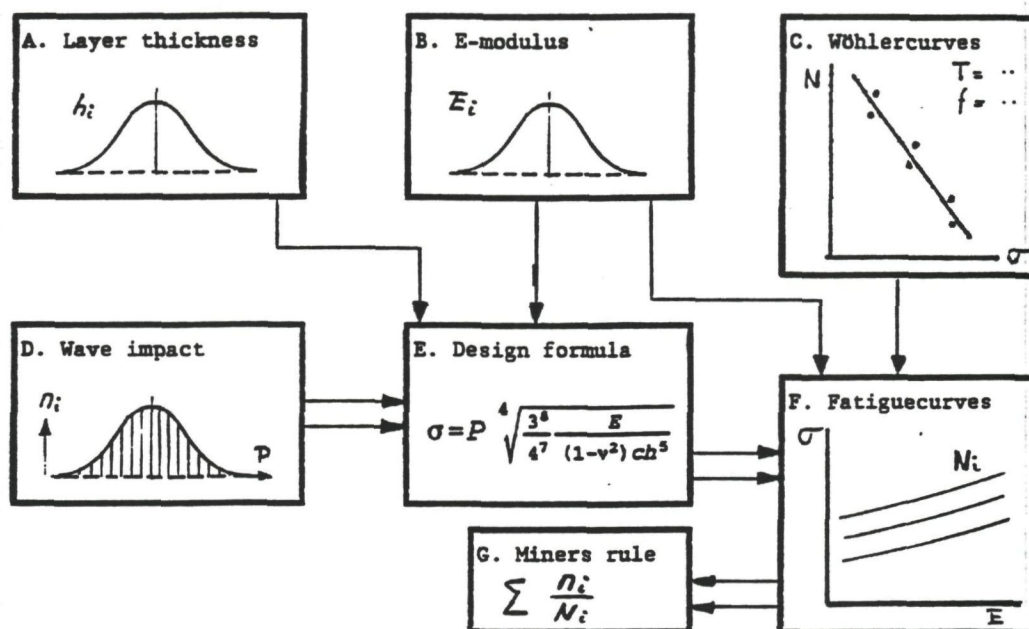 A. Layer thickness
hi
B. E-modulus
Ei
C. Wöhlercurves
N
T= ··
f= ··
σ
D. Wave impact
ni
P
E. Design formula
σ=P ⁴√(3⁸/4⁷ E/((1-ν²)ch⁵))
F. Fatiguecurves
σ
Ni
E
G. Miners rule
∑ ni/Ni